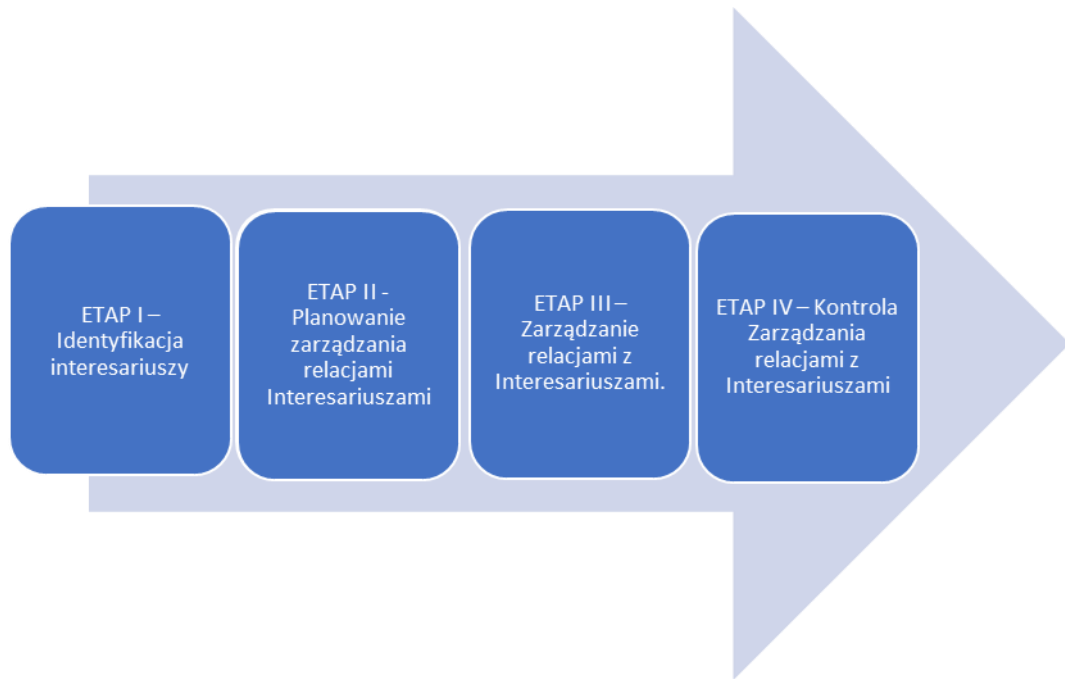 ETAP I –
Identyfikacja
interesariuszy
ETAP II -
Planowanie
zarządzania
relacjami
Interesariuszami
ETAP III –
Zarządzanie
relacjami z
Interesariuszami.
ETAP IV – Kontrola
Zarządzania
relacjami z
Interesariuszami